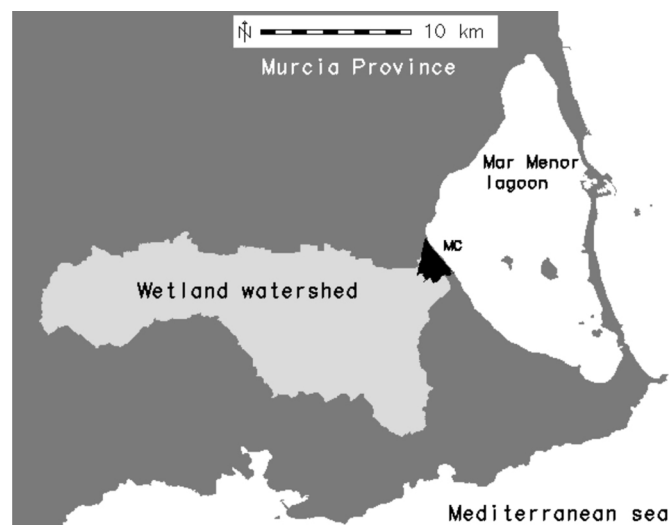 N 10 km
Murcia Province
Mar Menor
lagoon
MC
Wetland watershed
Mediterranean sea